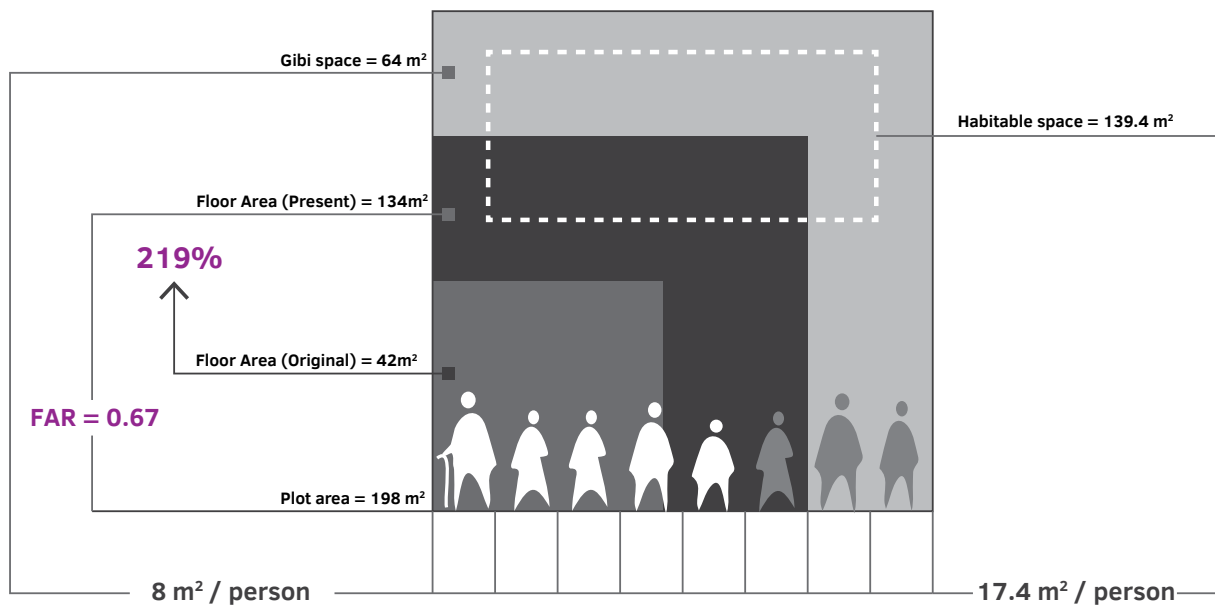 Gibi space = 64 m²
Habitable space = 139.4 m²
Floor Area (Present) = 134m²
219%
Floor Area (Original) = 42m²
FAR = 0.67
Plot area = 198 m²
8 m² / person
17.4 m² / person